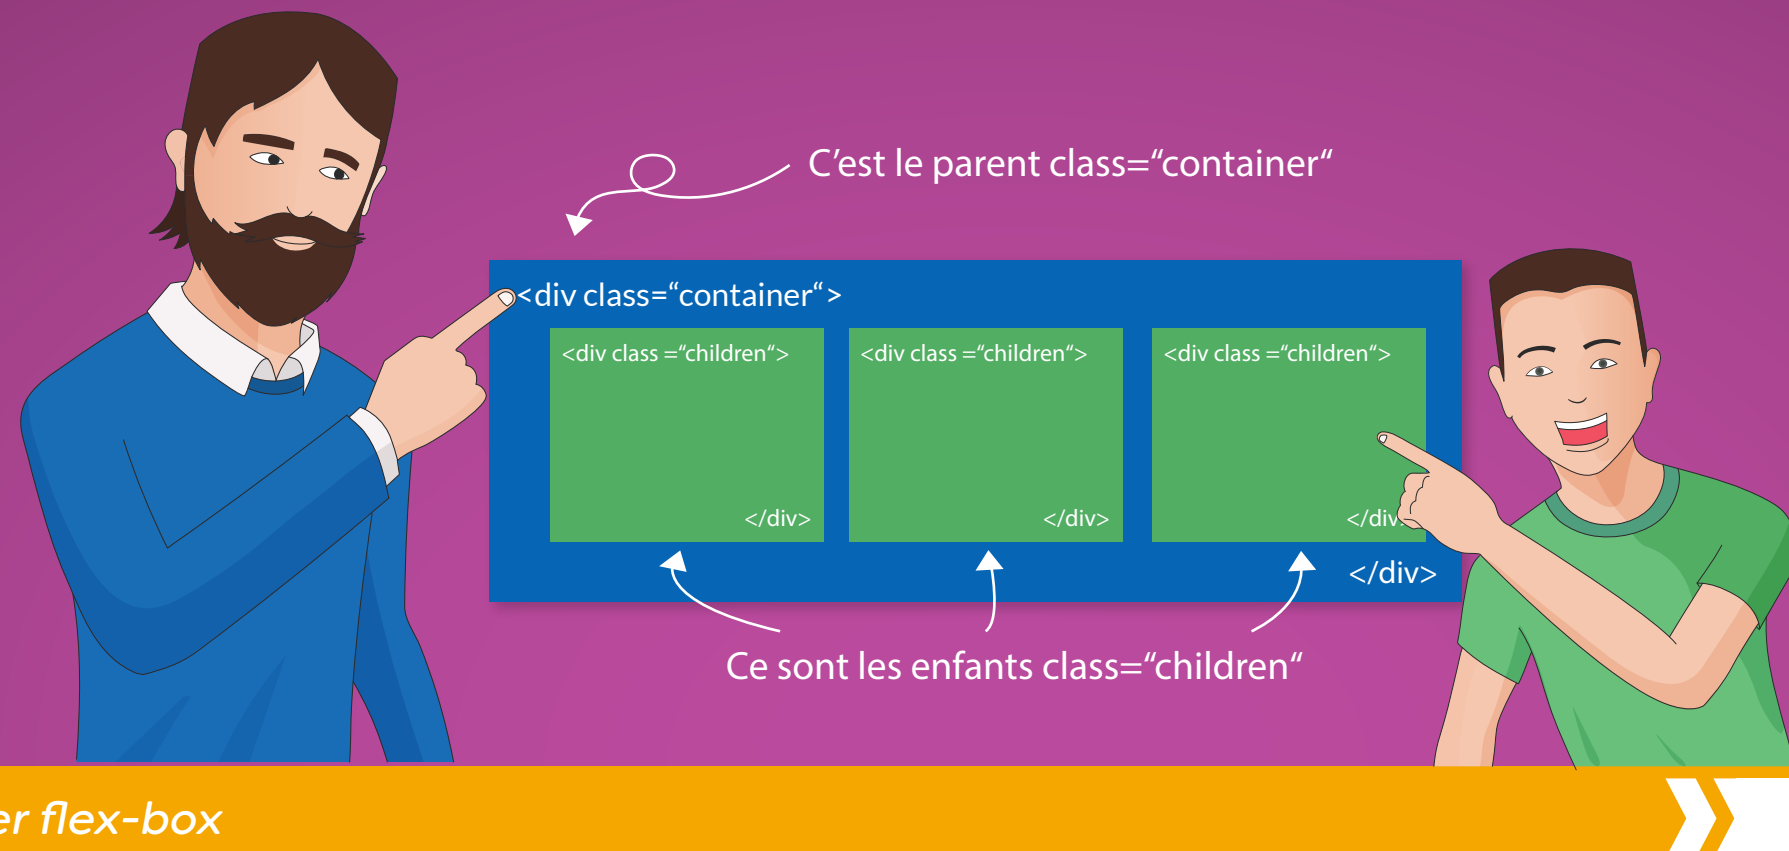 C'est le parent class=“container“
<div class=“container“>
<div class =“children“>
<div class =“children“>
<div class =“children“>
</div>
</div>
</div>
</div>
Ce sont les enfants class=“children“
er flex-box